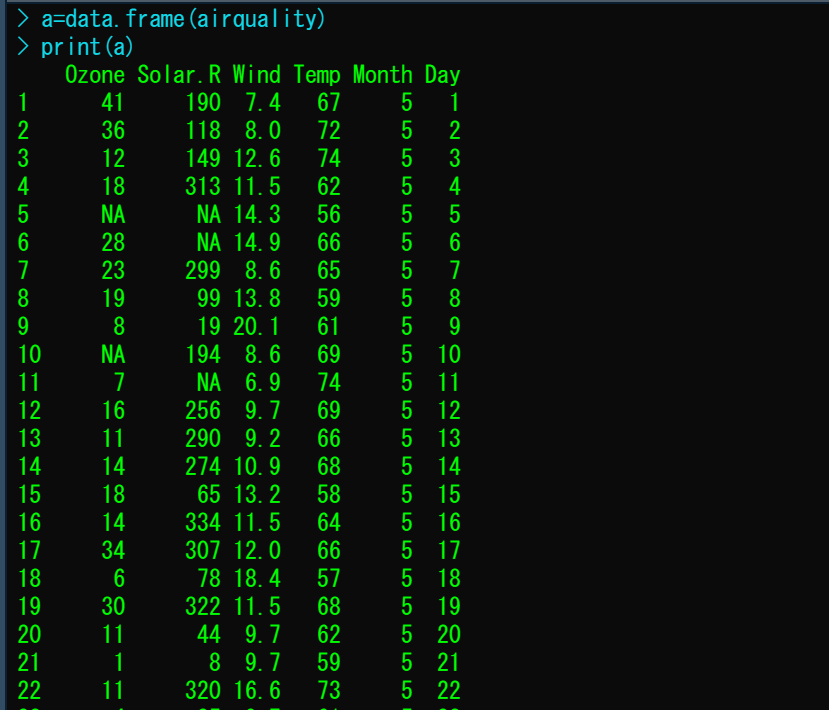 > a=data.frame(airquality)
> print(a)
Ozone Solar.R Wind Temp Month Day
1 41 190 7.4 67 5 1
2 36 118 8.0 72 5 2
3 12 149 12.6 74 5 3
4 18 313 11.5 62 5 4
5 NA NA 14.3 56 5 5
6 28 NA 14.9 66 5 6
7 23 299 8.6 65 5 7
8 19 99 13.8 59 5 8
9 8 19 20.1 61 5 9
10 NA 194 8.6 69 5 10
11 7 NA 6.9 74 5 11
12 16 256 9.7 69 5 12
13 11 290 9.2 66 5 13
14 14 274 10.9 68 5 14
15 18 65 13.2 58 5 15
16 14 334 11.5 64 5 16
17 34 307 12.0 66 5 17
18 6 78 18.4 57 5 18
19 30 322 11.5 68 5 19
20 11 44 9.7 62 5 20
21 1 8 9.7 59 5 21
22 11 320 16.6 73 5 22